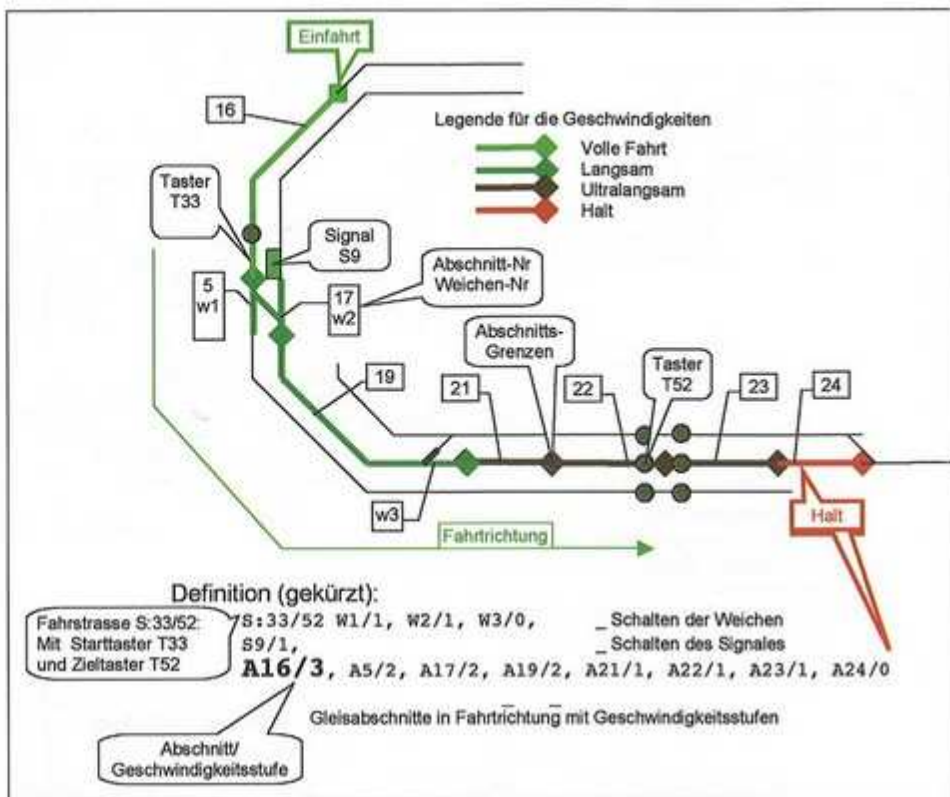 Einfahrt
16
Legende für die Geschwindigkeiten
Volle Fahrt
Langsam
Ultralangsam
Halt
Taster
T33
Signal
S9
5
w1
17
w2
Abschnitt-Nr
Weichen-Nr
Abschnitts-
Grenzen
Taster
T52
19
21
22
23
24
w3
Halt
Fahrtrichtung
Definition (gekürzt):
Fahrstrasse S:33/52:
Mit Starttaster T33
und Zieltaster T52
S:33/52 W1/1, W2/1, W3/0, _ Schalten der Weichen
S9/1, _ Schalten des Signales
A16/3, A5/2, A17/2, A19/2, A21/1, A22/1, A23/1, A24/0
Gleisabschnitte in Fahrtrichtung mit Geschwindigkeitsstufen
Abschnitt/
Geschwindigkeitsstufe